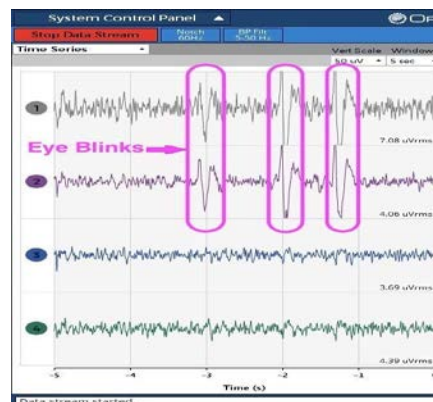 System Control Panel
Stop Data Stream
Notch
60Hz
BP Filt
5-50 Hz
Time Series
Vert Scale
Window
50 uV
5 sec
1
7.08 uVrms
Eye Blinks
2
4.06 uVrms
3
3.69 uVrms
4
4.39 uVrms
-5
-4
-3
-2
-1
Time (s)
Data stream started